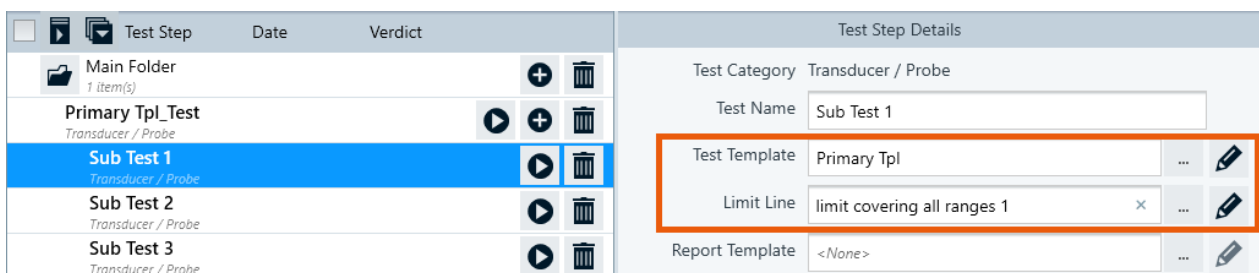 Test Step Date Verdict
Main Folder
1 item(s)
Primary Tpl_Test
Transducer / Probe
Sub Test 1
Transducer / Probe
Sub Test 2
Transducer / Probe
Sub Test 3
Transducer / Probe
Test Step Details
Test Category Transducer / Probe
Test Name Sub Test 1
Test Template Primary Tpl ...
Limit Line limit covering all ranges 1 × ...
Report Template <None> ...